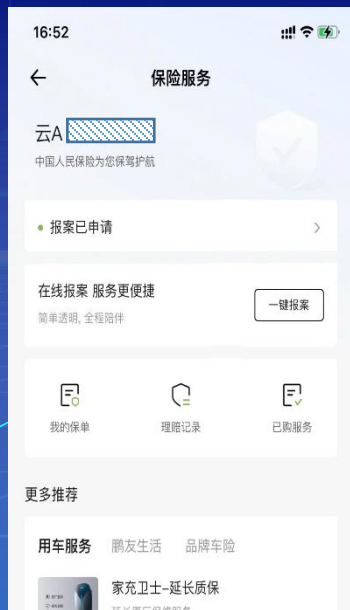 16:52
保险服务
云A
中国人民保险为您保驾护航
报案已申请
在线报案 服务更便捷
简单透明, 全程陪伴
一键报案
我的保单 理赔记录 已购服务
更多推荐
用车服务 鹏友生活 品牌车险
家充卫士-延长质保